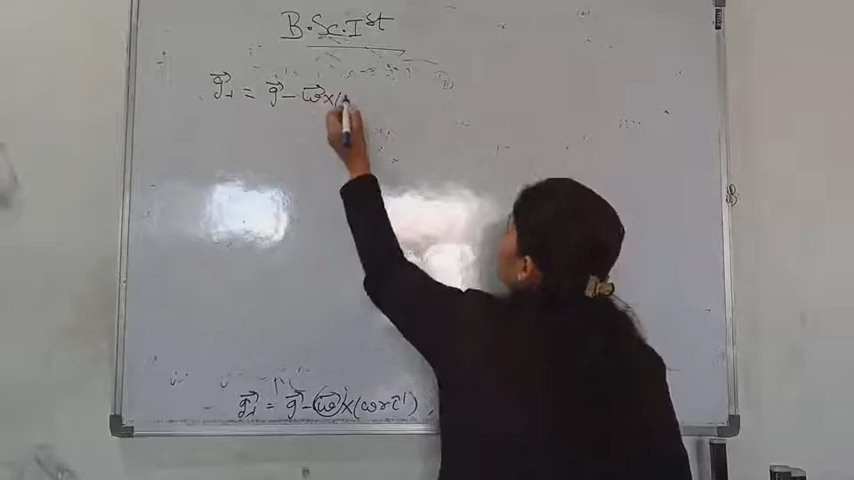 B.Sc.Ist
g⃗₁ = g⃗ - ω⃗ x (
g⃗₁ = g⃗ - (ω⃗) x (ω r